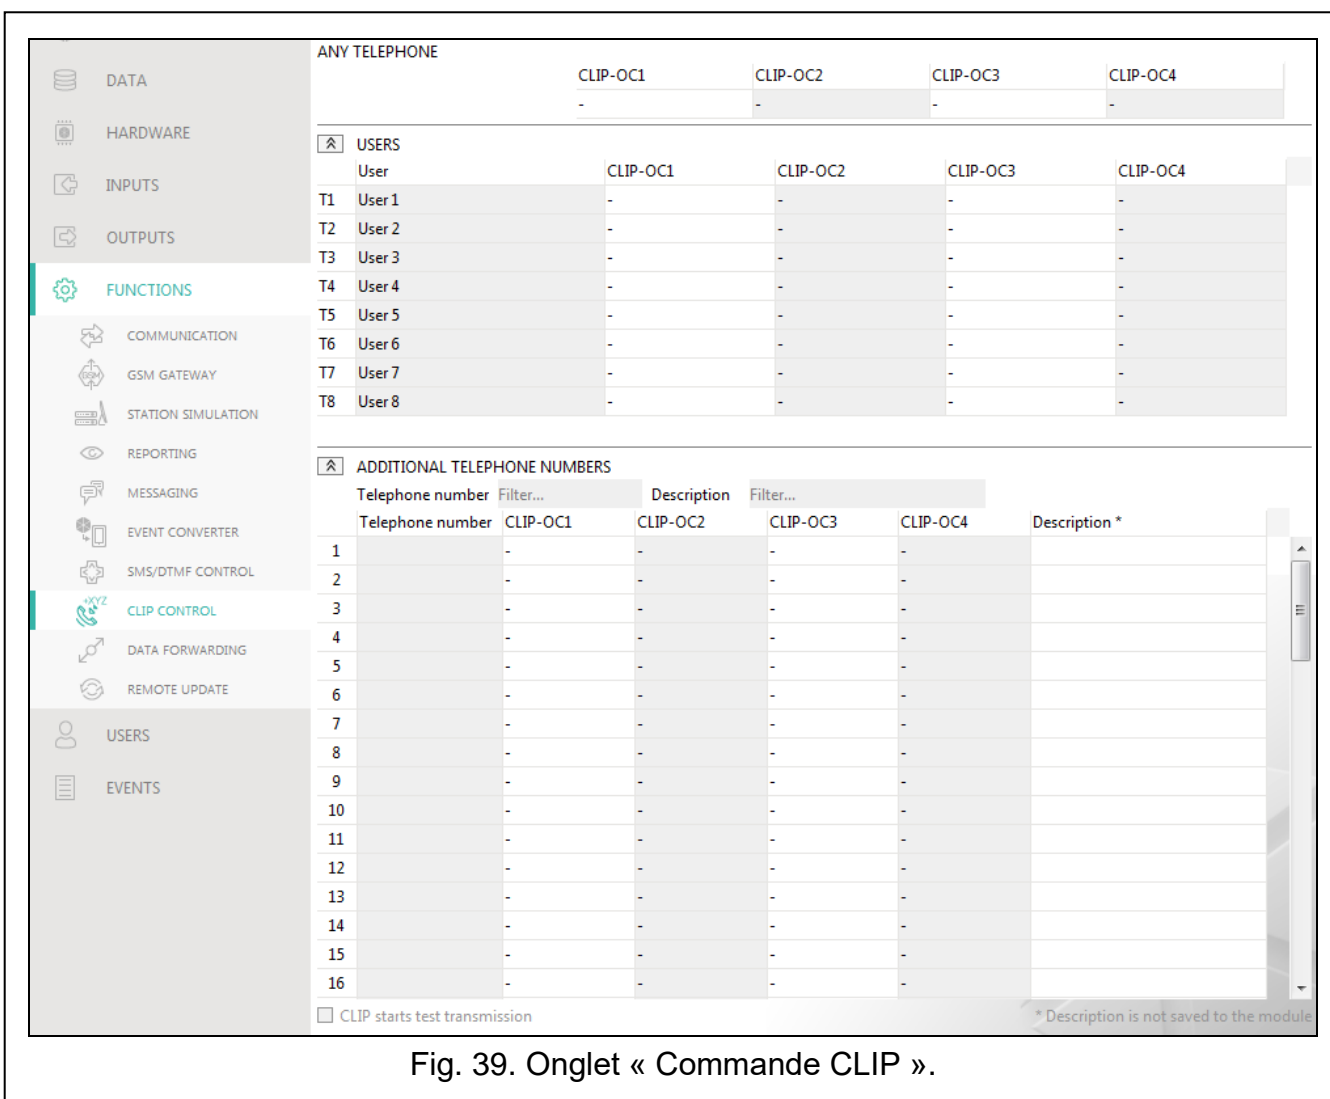 DATA
HARDWARE
INPUTS
OUTPUTS
FUNCTIONS
COMMUNICATION
GSM GATEWAY
STATION SIMULATION
REPORTING
MESSAGING
EVENT CONVERTER
SMS/DTMF CONTROL
CLIP CONTROL
DATA FORWARDING
REMOTE UPDATE
USERS
EVENTS
ANY TELEPHONE
CLIP-OC1 CLIP-OC2 CLIP-OC3 CLIP-OC4
- - - -
USERS
User CLIP-OC1 CLIP-OC2 CLIP-OC3 CLIP-OC4
T1 User 1 - - - -
T2 User 2 - - - -
T3 User 3 - - - -
T4 User 4 - - - -
T5 User 5 - - - -
T6 User 6 - - - -
T7 User 7 - - - -
T8 User 8 - - - -
ADDITIONAL TELEPHONE NUMBERS
Telephone number Filter... Description Filter...
Telephone number CLIP-OC1 CLIP-OC2 CLIP-OC3 CLIP-OC4 Description *
1 - - - -
2 - - - -
3 - - - -
4 - - - -
5 - - - -
6 - - - -
7 - - - -
8 - - - -
9 - - - -
10 - - - -
11 - - - -
12 - - - -
13 - - - -
14 - - - -
15 - - - -
16 - - - -
CLIP starts test transmission * Description is not saved to the module
Fig. 39. Onglet « Commande CLIP ».